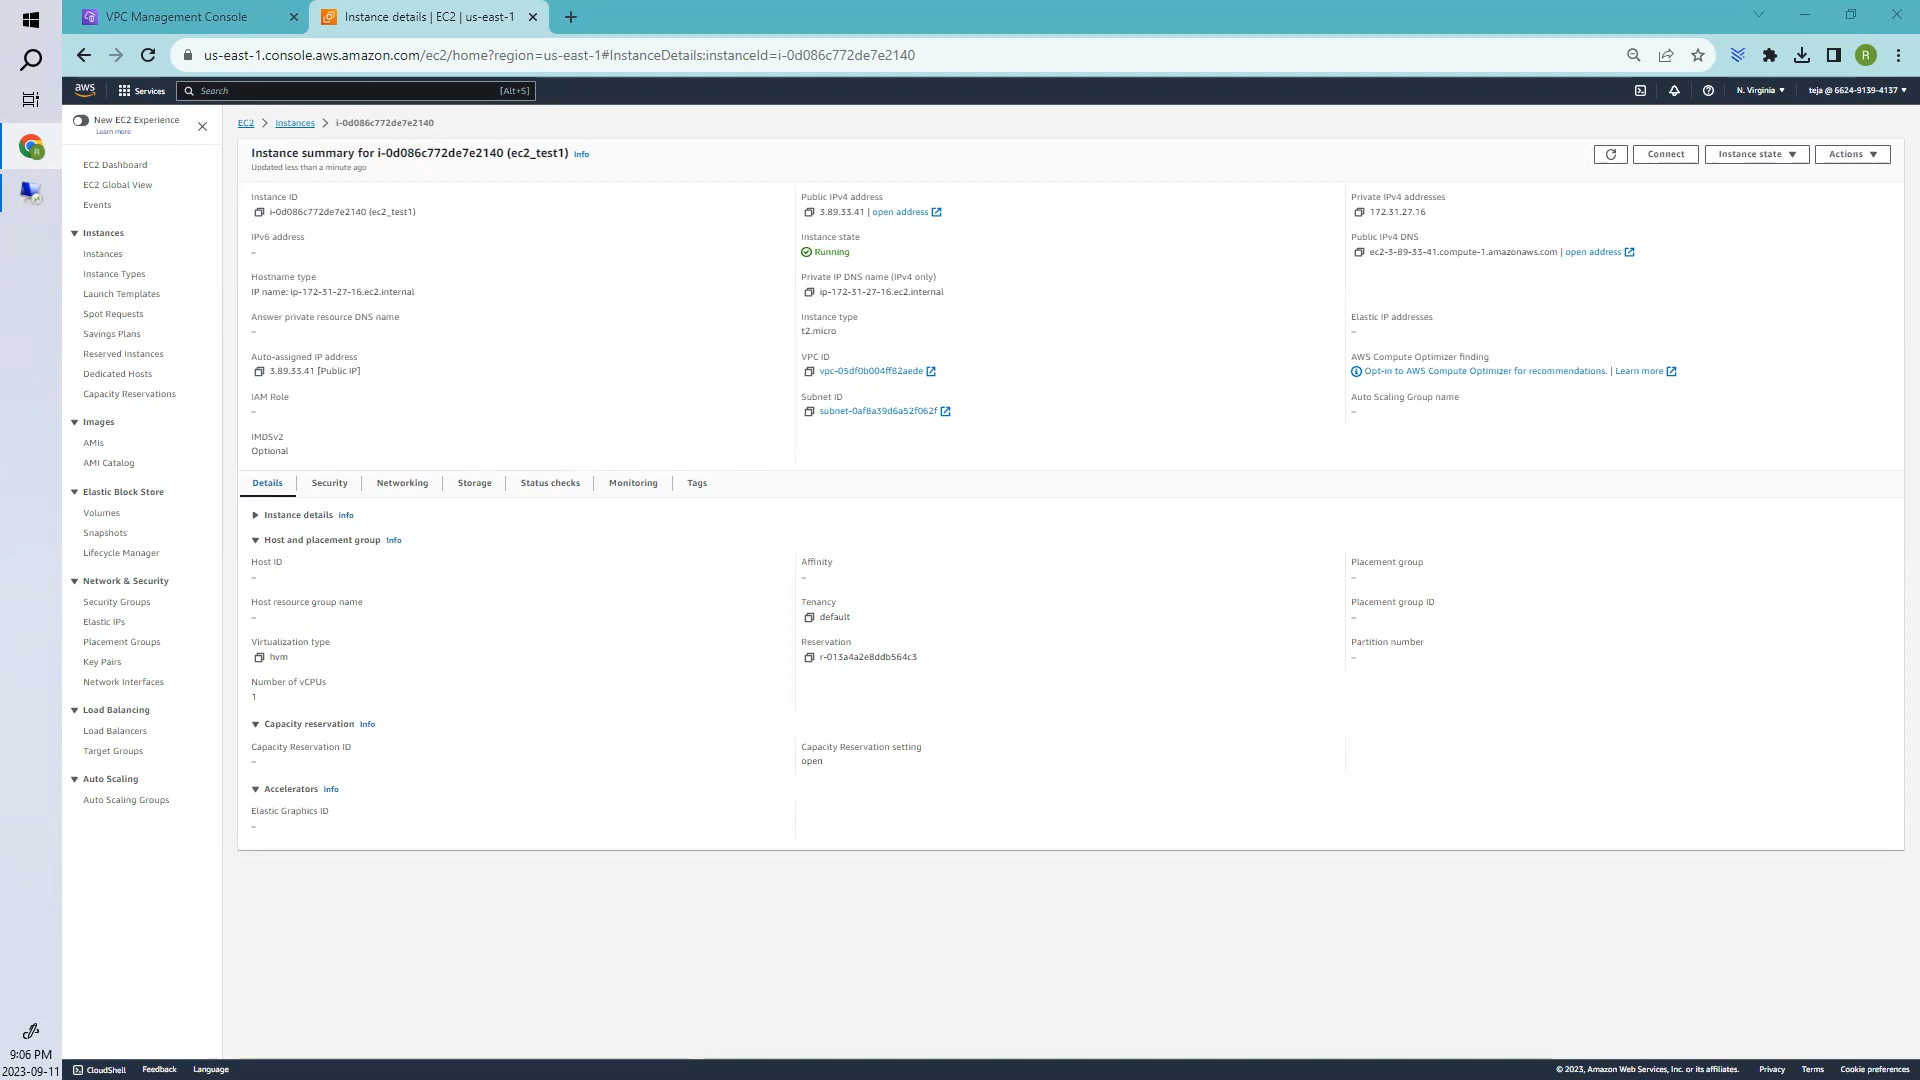 VPC Management Console
Instance details | EC2 | us-east-1
us-east-1.console.aws.amazon.com/ec2/home?region=us-east-1#InstanceDetails:instanceId=i-0d086c772de7e2140
R
aws
Services
Search
[Alt+S]
N. Virginia
teja @ 6624-9139-4137
New EC2 Experience
Learn more
EC2 Dashboard
EC2 Global View
Events
Instances
Instances
Instance Types
Launch Templates
Spot Requests
Savings Plans
Reserved Instances
Dedicated Hosts
Capacity Reservations
Images
AMIs
AMI Catalog
Elastic Block Store
Volumes
Snapshots
Lifecycle Manager
Network & Security
Security Groups
Elastic IPs
Placement Groups
Key Pairs
Network Interfaces
Load Balancing
Load Balancers
Target Groups
Auto Scaling
Auto Scaling Groups
EC2 > Instances > i-0d086c772de7e2140
Instance summary for i-0d086c772de7e2140 (ec2_test1) Info
Updated less than a minute ago
Connect
Instance state
Actions
Instance ID
i-0d086c772de7e2140 (ec2_test1)
Public IPv4 address
3.89.33.41 | open address
Private IPv4 addresses
172.31.27.16
IPv6 address
–
Instance state
Running
Public IPv4 DNS
ec2-3-89-33-41.compute-1.amazonaws.com | open address
Hostname type
IP name: ip-172-31-27-16.ec2.internal
Private IP DNS name (IPv4 only)
ip-172-31-27-16.ec2.internal
Answer private resource DNS name
–
Instance type
t2.micro
Elastic IP addresses
–
Auto-assigned IP address
3.89.33.41 [Public IP]
VPC ID
vpc-05df0b004ff82aede
AWS Compute Optimizer finding
Opt-in to AWS Compute Optimizer for recommendations. | Learn more
IAM Role
–
Subnet ID
subnet-0af8a39d6a52f062f
Auto Scaling Group name
–
IMDSv2
Optional
Details
Security
Networking
Storage
Status checks
Monitoring
Tags
Instance details Info
Host and placement group Info
Host ID
–
Affinity
–
Placement group
–
Host resource group name
–
Tenancy
default
Placement group ID
–
Virtualization type
hvm
Reservation
r-013a4a2e8ddb564c3
Partition number
–
Number of vCPUs
1
Capacity reservation Info
Capacity Reservation ID
–
Capacity Reservation setting
open
Accelerators Info
Elastic Graphics ID
–
9:06 PM
2023-09-11
CloudShell
Feedback
Language
© 2023, Amazon Web Services, Inc. or its affiliates.
Privacy
Terms
Cookie preferences